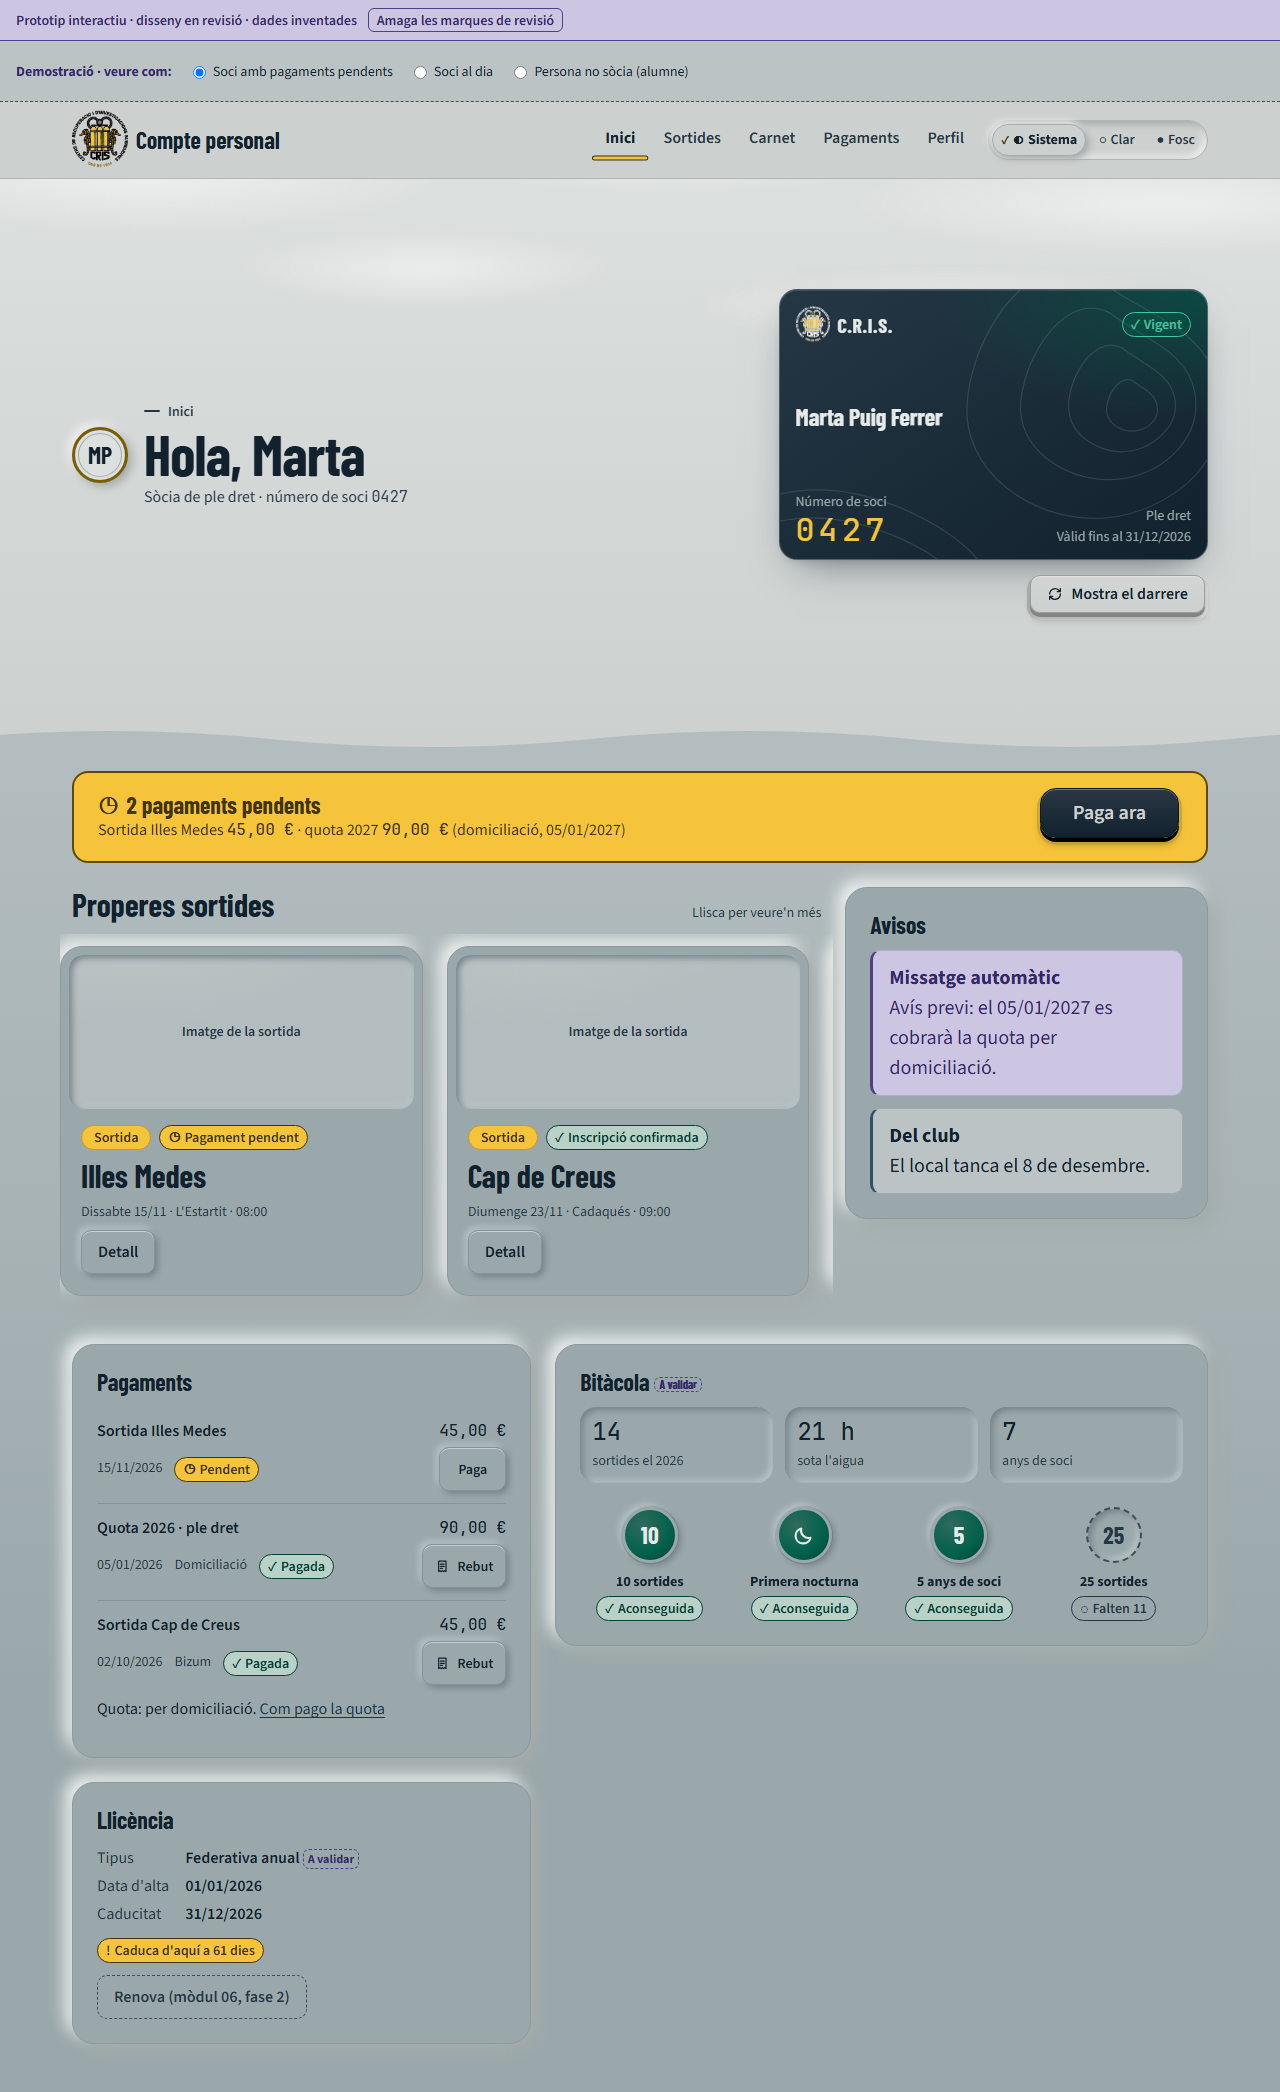 Prototip interactiu · disseny en revisió · dades inventades
Amaga les marques de revisió
Demostració · veure com:
Soci amb pagaments pendents
Soci al dia
Persona no sòcia (alumne)
CRIS
Compte personal
Inici
Sortides
Carnet
Pagaments
Perfil
✓ Sistema
Clar
Fosc
C.R.I.S.
✓ Vigent
Marta Puig Ferrer
Número de soci
0427
Ple dret
Vàlid fins al 31/12/2026
Mostra el darrere
— Inici
MP
Hola, Marta
Sòcia de ple dret · número de soci 0427
2 pagaments pendents
Sortida Illes Medes 45,00 € · quota 2027 90,00 € (domiciliació, 05/01/2027)
Paga ara
Properes sortides
Llisca per veure'n més
Imatge de la sortida
Sortida
Pagament pendent
Illes Medes
Dissabte 15/11 · L'Estartit · 08:00
Detall
Imatge de la sortida
Sortida
✓ Inscripció confirmada
Cap de Creus
Diumenge 23/11 · Cadaqués · 09:00
Detall
Avisos
Missatge automàtic
Avís previ: el 05/01/2027 es
cobrarà la quota per
domiciliació.
Del club
El local tanca el 8 de desembre.
Pagaments
Sortida Illes Medes
45,00 €
15/11/2026
Pendent
Paga
Quota 2026 · ple dret
90,00 €
05/01/2026
Domiciliació
✓ Pagada
Rebut
Sortida Cap de Creus
45,00 €
02/10/2026
Bizum
✓ Pagada
Rebut
Quota: per domiciliació. Com pago la quota
Bitàcola
A validar
14
sortides el 2026
21 h
sota l'aigua
7
anys de soci
10
10 sortides
✓ Aconseguida
Primera nocturna
✓ Aconseguida
5
5 anys de soci
✓ Aconseguida
25
25 sortides
Falten 11
Llicència
Tipus
Federativa anual
A validar
Data d'alta
01/01/2026
Caducitat
31/12/2026
! Caduca d'aquí a 61 dies
Renova (mòdul 06, fase 2)